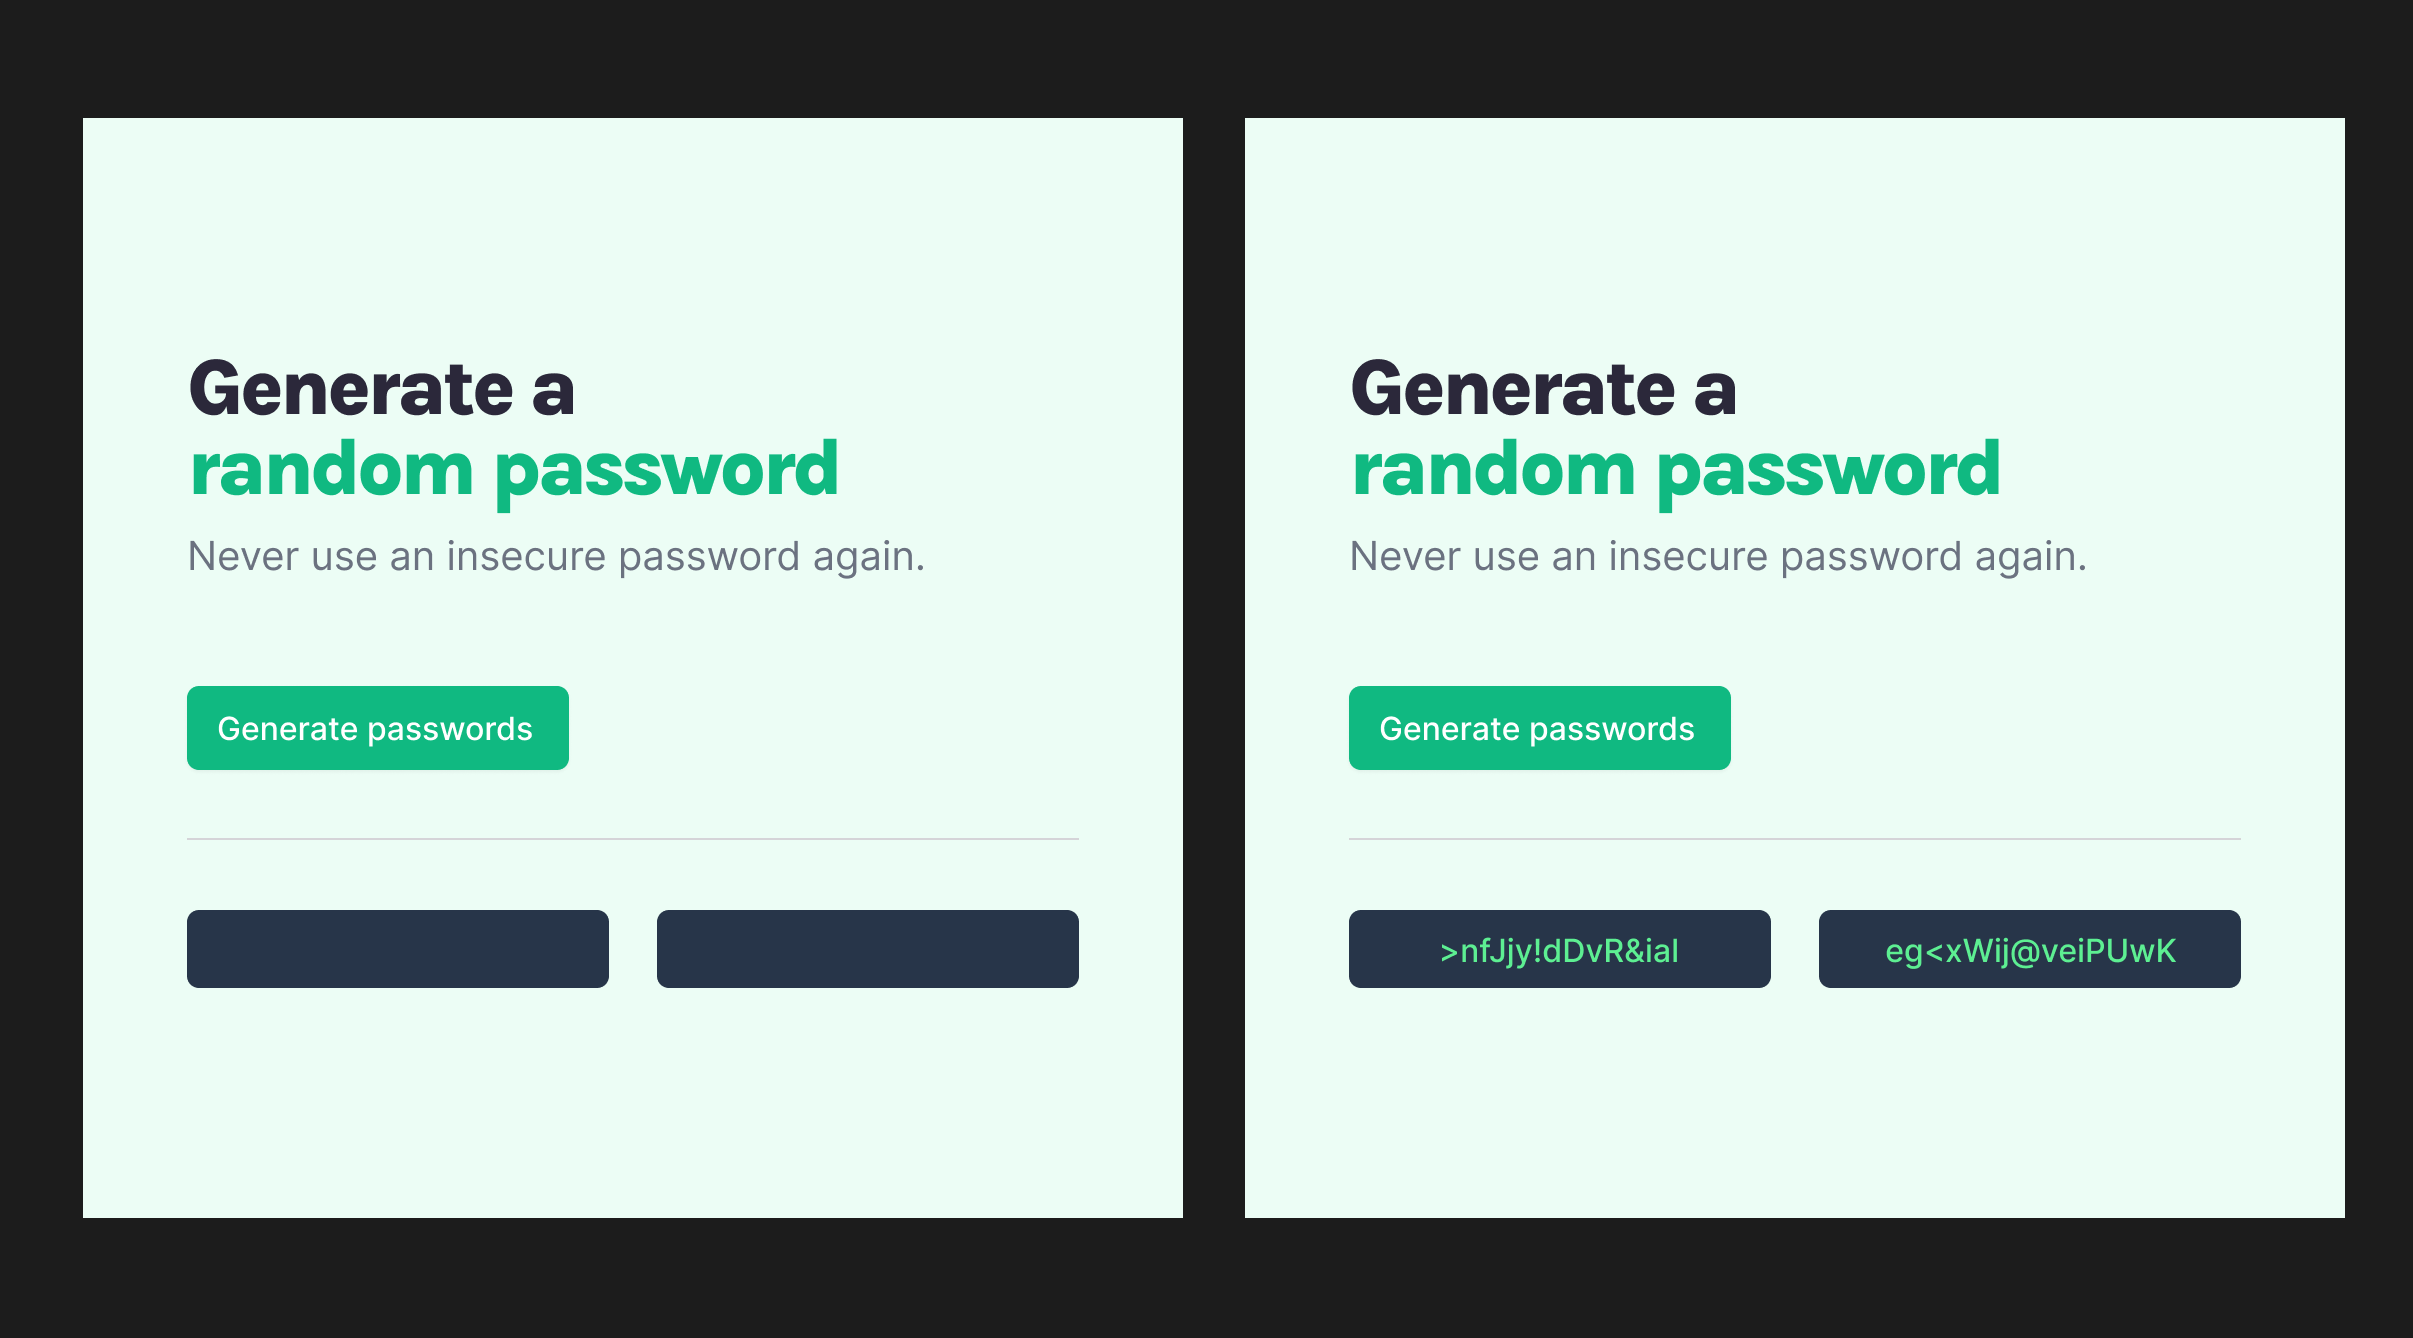 Generate a
random password
Never use an insecure password again.
Generate passwords
Generate a
random password
Never use an insecure password again.
Generate passwords
>nfJjy!dDvR&ial
eg<xWij@veiPUwK